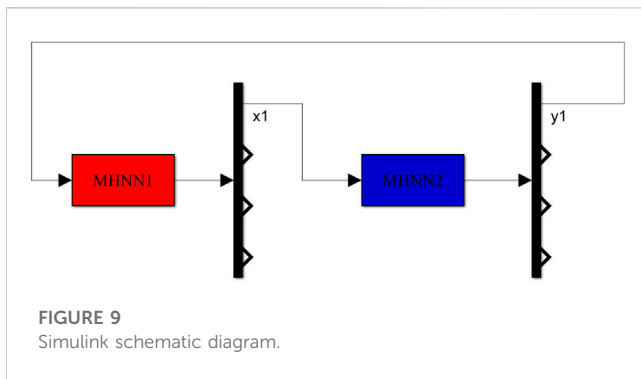 x1
y1
MHNN1
MHNN2
FIGURE 9
Simulink schematic diagram.